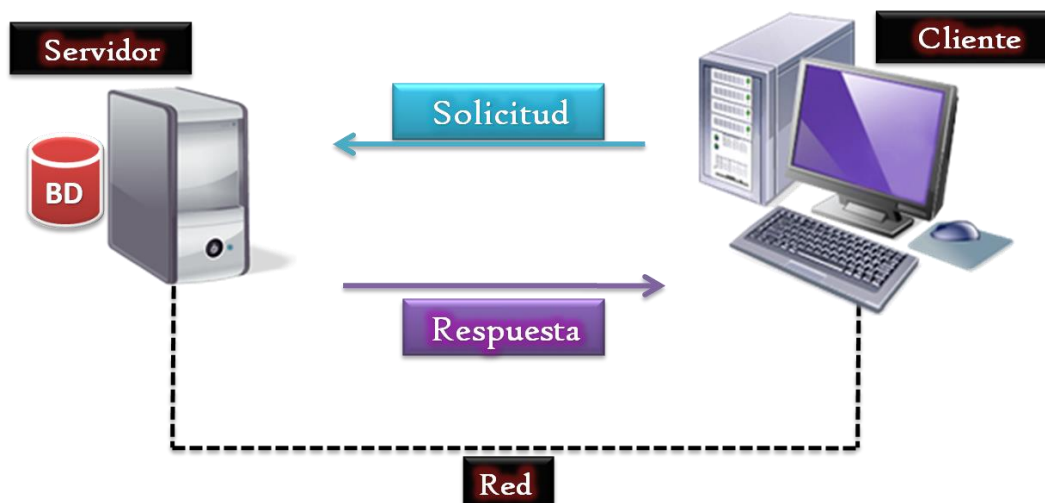 Servidor
Cliente
Solicitud
BD
Respuesta
Red